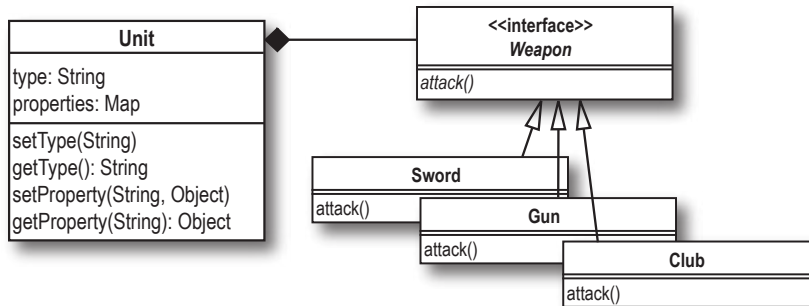 Unit
type: String
properties: Map
setType(String)
getType(): String
setProperty(String, Object)
getProperty(String): Object
<<interface>>
Weapon
attack()
Sword
attack()
Gun
attack()
Club
attack()